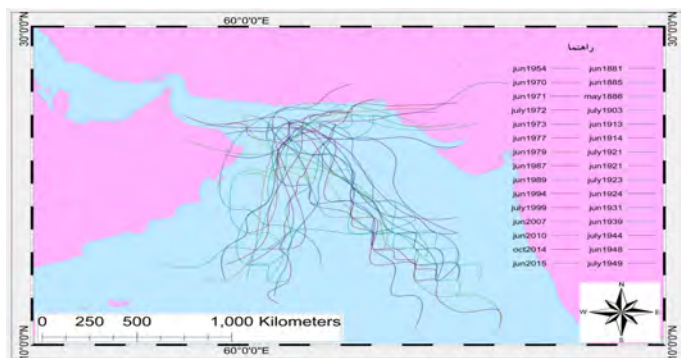 60°0'0"E
30°0'0"N 30°0'0"N
راهنما
jun1954 jun1881
jun1970 jun1885
jun1971 may1886
july1972 july1903
jun1973 jun1913
jun1977 jun1914
jun1979 july1921
jun1987 jun1921
jun1989 july1923
jun1994 jun1924
july1999 jun1931
jun2007 jun1939
jun2010 july1944
oct2014 jun1948
jun2015 july1949
N
W E
S
0 250 500 1,000 Kilometers
10°0'0"N 10°0'0"N
60°0'0"E